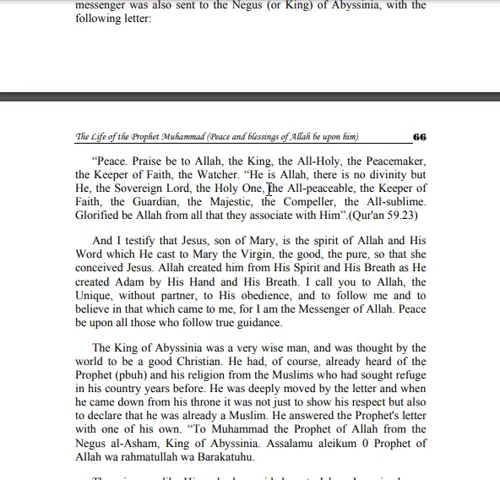 messenger was also sent to the Negus (or King) of Abyssinia, with the
following letter:
The Life of the Prophet Muhammad (Peace and blessings of Allah be upon him) 66
“Peace. Praise be to Allah, the King, the All-Holy, the Peacemaker,
the Keeper of Faith, the Watcher. “He is Allah, there is no divinity but
He, the Sovereign Lord, the Holy One, the All-peaceable, the Keeper of
Faith, the Guardian, the Majestic, the Compeller, the All-sublime.
Glorified be Allah from all that they associate with Him”.(Qur'an 59.23)
And I testify that Jesus, son of Mary, is the spirit of Allah and His
Word which He cast to Mary the Virgin, the good, the pure, so that she
conceived Jesus. Allah created him from His Spirit and His Breath as He
created Adam by His Hand and His Breath. I call you to Allah, the
Unique, without partner, to His obedience, and to follow me and to
believe in that which came to me, for I am the Messenger of Allah. Peace
be upon all those who follow true guidance.
The King of Abyssinia was a very wise man, and was thought by the
world to be a good Christian. He had, of course, already heard of the
Prophet (pbuh) and his religion from the Muslims who had sought refuge
in his country years before. He was deeply moved by the letter and when
he came down from his throne it was not just to show his respect but also
to declare that he was already a Muslim. He answered the Prophet's letter
with one of his own. “To Muhammad the Prophet of Allah from the
Negus al-Asham, King of Abyssinia. Assalamu aleikum 0 Prophet of
Allah wa rahmatullah wa Barakatuhu.